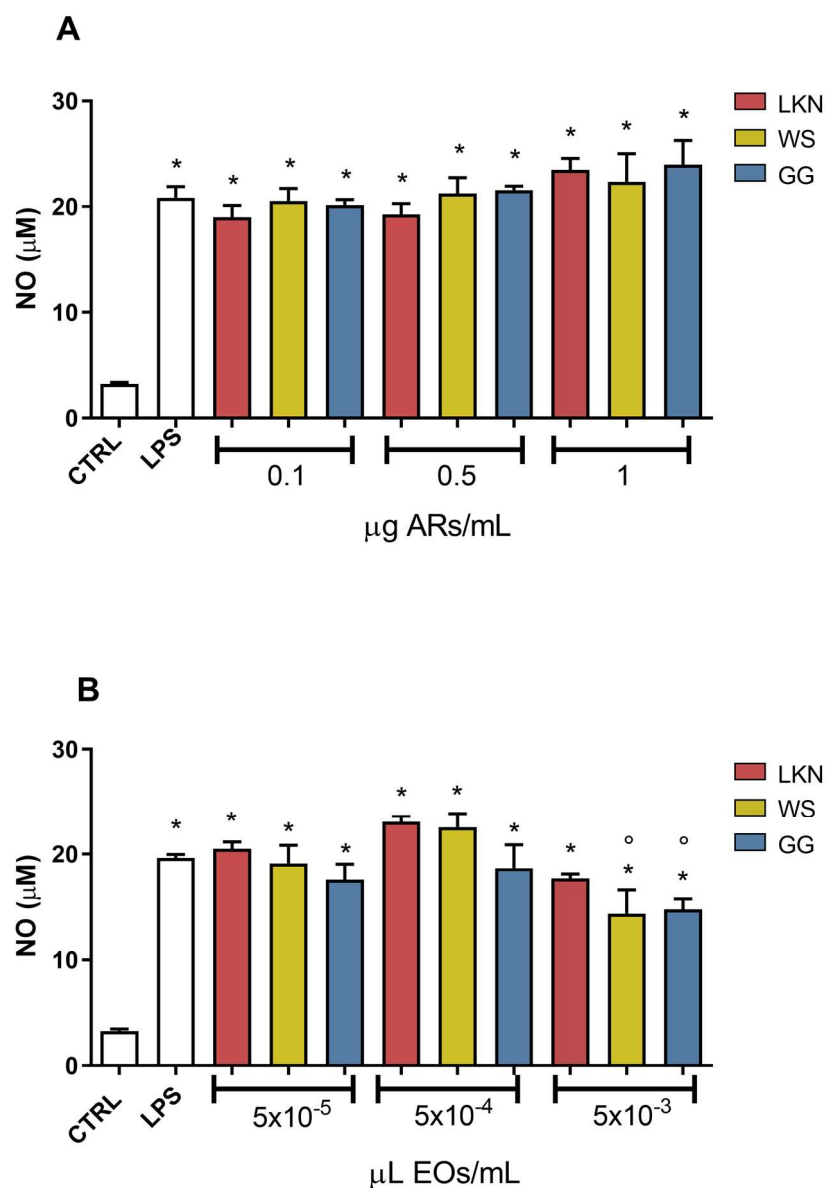 A
30
20
10
0
NO (μM)
* * * * * * * * * *
LKN
WS
GG
CTRL
LPS
0.1
0.5
1
μg ARs/mL
B
30
20
10
0
NO (μM)
* * * * * * * * * *
° °
LKN
WS
GG
CTRL
LPS
5x10⁻⁵
5x10⁻⁴
5x10⁻³
μL EOs/mL